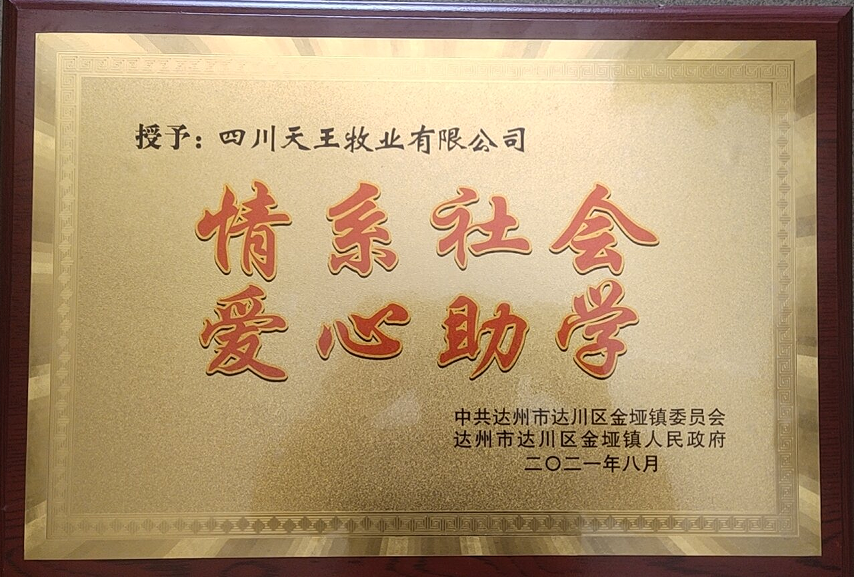 授予：四川天王牧业有限公司
情系社会
爱心助学
中共达州市达川区金垭镇委员会
达州市达川区金垭镇人民政府
二〇二一年八月